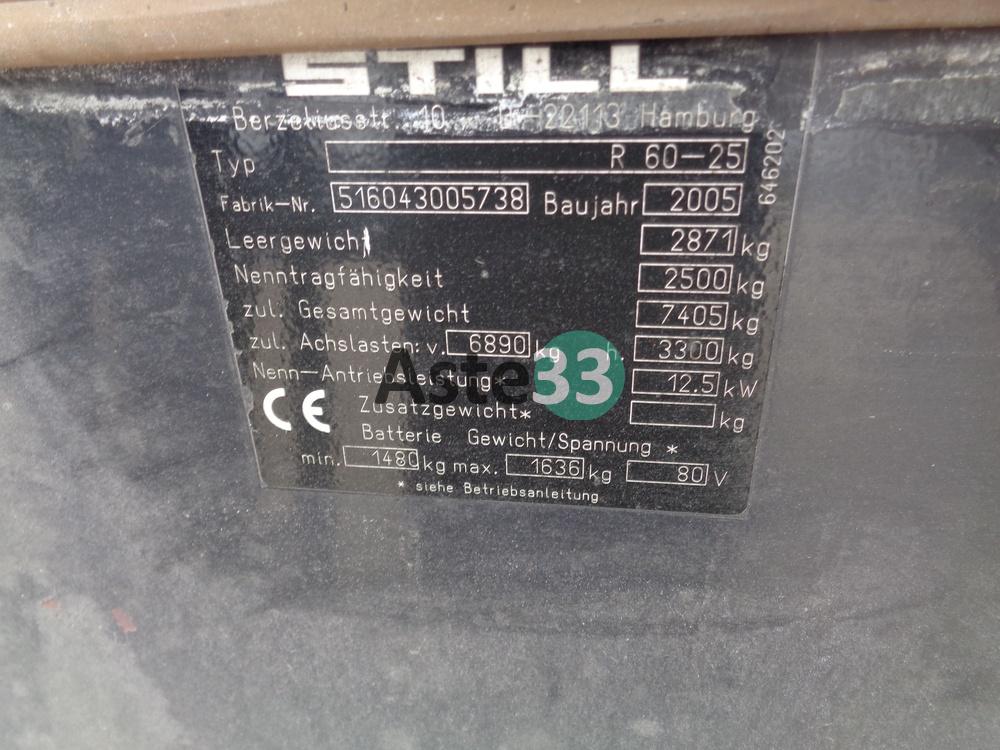 STILL
Berzeliusstr. 10 D-22113 Hamburg
Typ R 60-25
646202
Fabrik-Nr. 516043005738 Baujahr 2005
Leergewicht 2871 kg
Nenntragfähigkeit 2500 kg
zul. Gesamtgewicht 7405 kg
zul. Achslasten: v. 6890 kg h. 3300 kg
Nenn-Antriebsleistung* 12.5 kW
Aste33
CE Zusatzgewicht* kg
Batterie Gewicht/Spannung *
min. 1480 kg max. 1636 kg 80 V
* siehe Betriebsanleitung